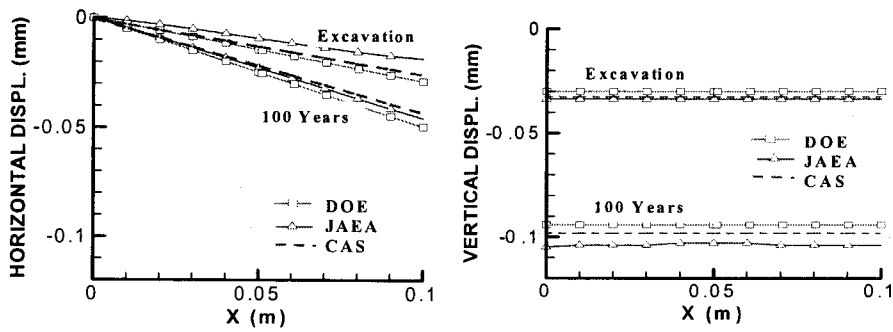 HORIZONTAL DISPL. (mm)
0
-0.05
-0.1
Excavation
100 Years
DOE
JAEA
CAS
0
0.05
0.1
X (m)
VERTICAL DISPL. (mm)
0
-0.05
-0.1
Excavation
DOE
JAEA
CAS
100 Years
0
0.05
0.1
X (m)